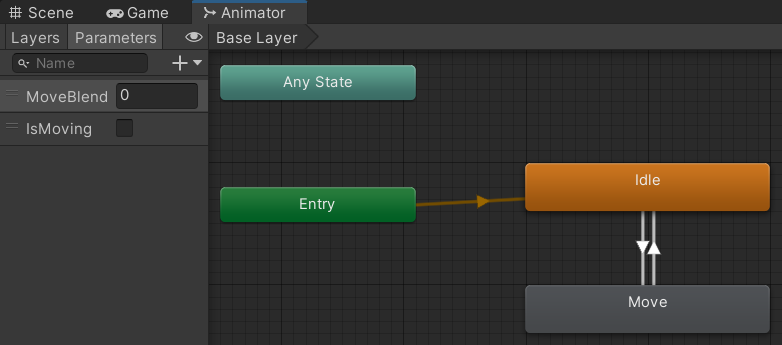 Scene Game Animator
Layers Parameters Base Layer
Name
MoveBlend 0
IsMoving
Any State
Entry
Idle
Move